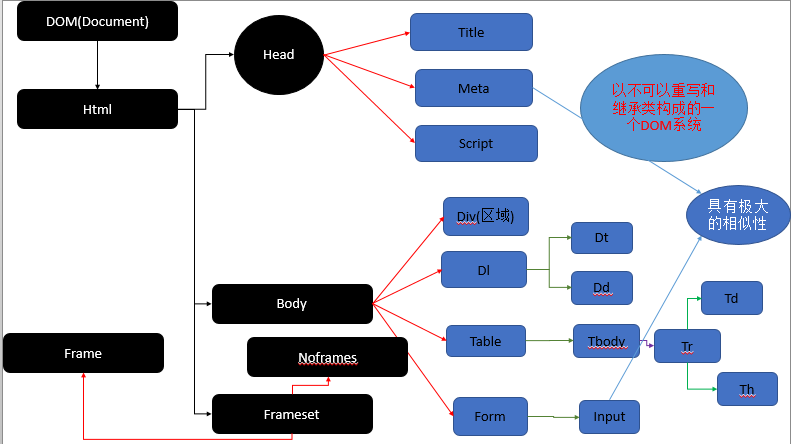 DOM(Document)
Html
Head
Title
Meta
Script
以不可以重写和
继承类构成的一
个DOM系统
具有极大
的相似性
Div(区域)
Dl
Dt
Dd
Body
Table
Tbody
Tr
Td
Th
Frame
Noframes
Frameset
Form
Input